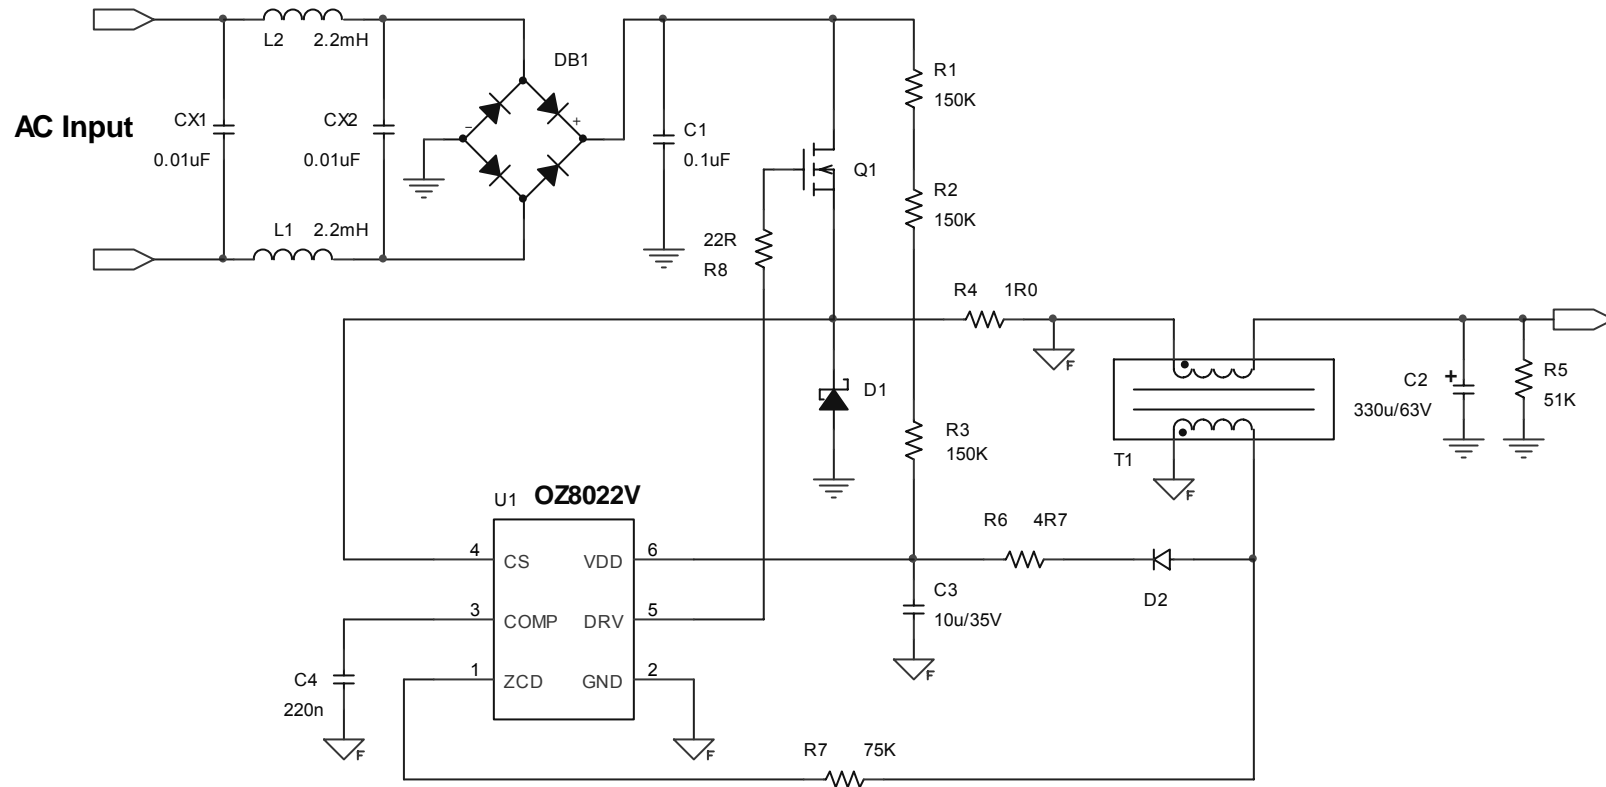 AC Input
L2 2.2mH
CX1
0.01uF
CX2
0.01uF
L1 2.2mH
DB1
−
+
C1
0.1uF
Q1
R1
150K
R2
150K
22R
R8
R4 1R0
F
D1
R3
150K
T1
F
C2
+
330u/63V
R5
51K
U1 OZ8022V
4 CS VDD 6
3 COMP DRV 5
1 ZCD GND 2
R6 4R7
D2
C3
10u/35V
F
C4
220n
F
F
R7 75K